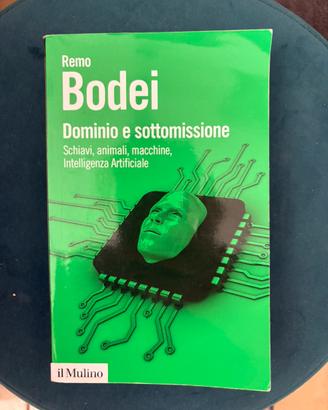 Remo
Bodei
Dominio e sottomissione
Schiavi, animali, macchine,
Intelligenza Artificiale
il Mulino